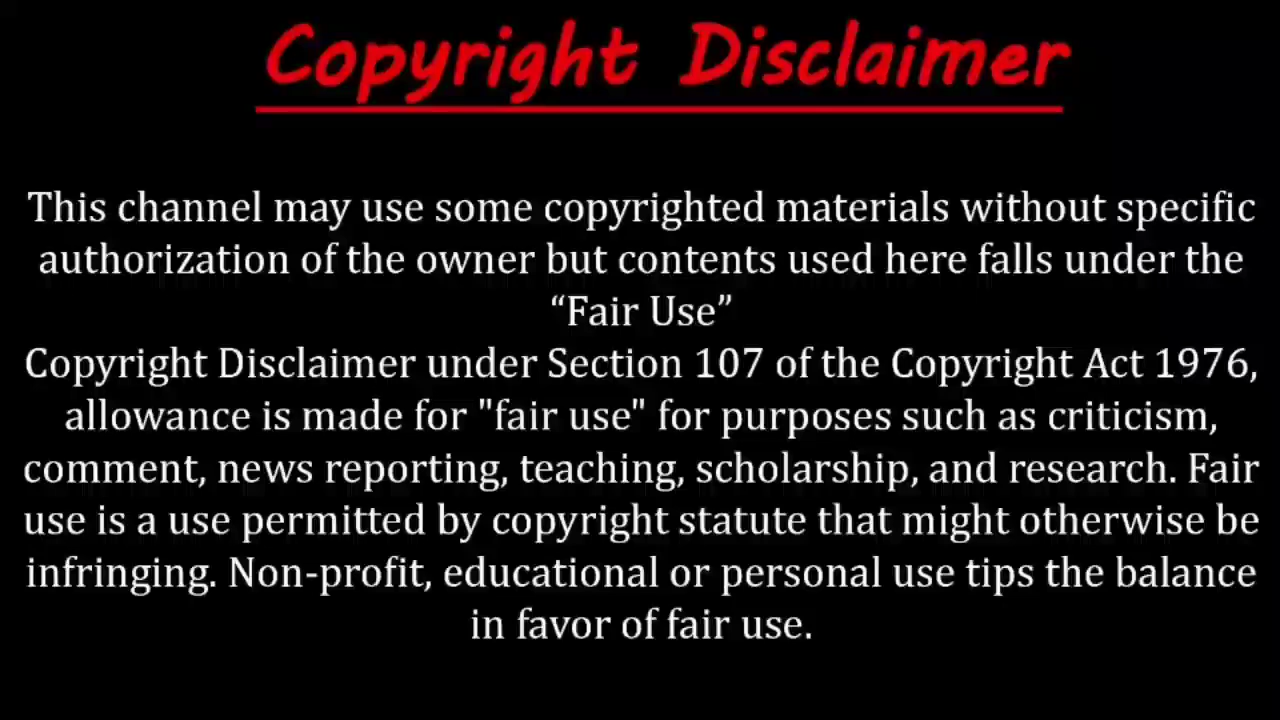 Copyright Disclaimer
This channel may use some copyrighted materials without specific
authorization of the owner but contents used here falls under the
“Fair Use”
Copyright Disclaimer under Section 107 of the Copyright Act 1976,
allowance is made for "fair use" for purposes such as criticism,
comment, news reporting, teaching, scholarship, and research. Fair
use is a use permitted by copyright statute that might otherwise be
infringing. Non-profit, educational or personal use tips the balance
in favor of fair use.